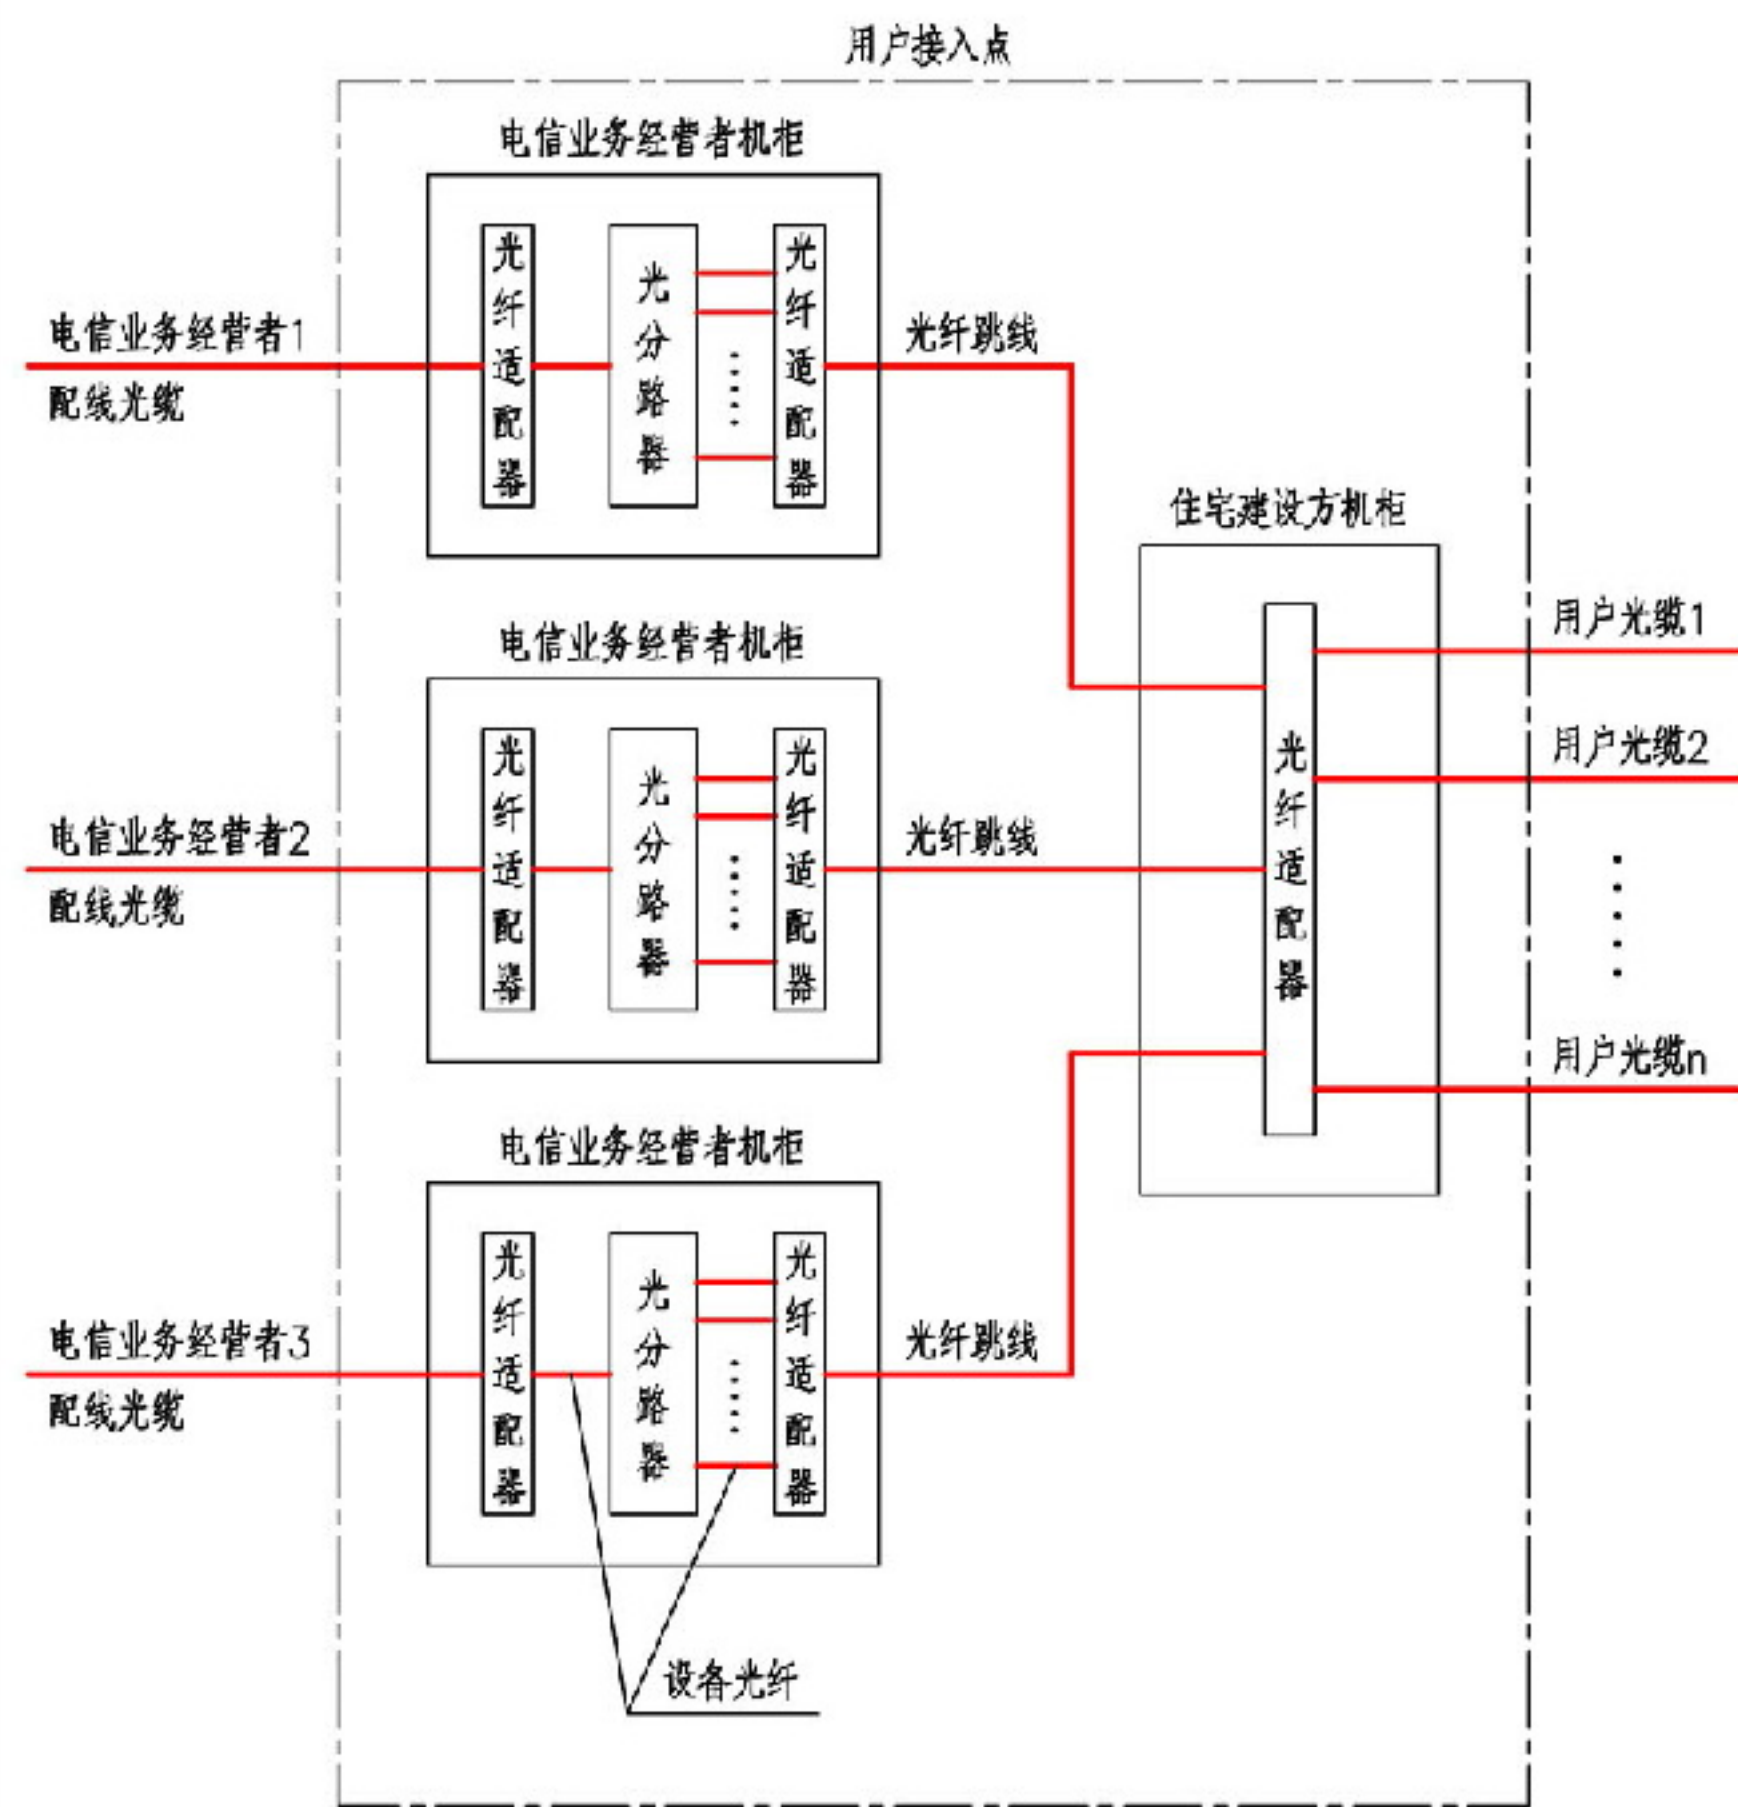 用户接入点
电信业务经营者机柜
光纤适配器
光分路器
光纤适配器
电信业务经营者1
配线光缆
光纤跳线
住宅建设方机柜
光纤适配器
用户光缆1
用户光缆2
用户光缆n
电信业务经营者机柜
光纤适配器
光分路器
光纤适配器
电信业务经营者2
配线光缆
光纤跳线
电信业务经营者机柜
光纤适配器
光分路器
光纤适配器
电信业务经营者3
配线光缆
光纤跳线
设备光纤